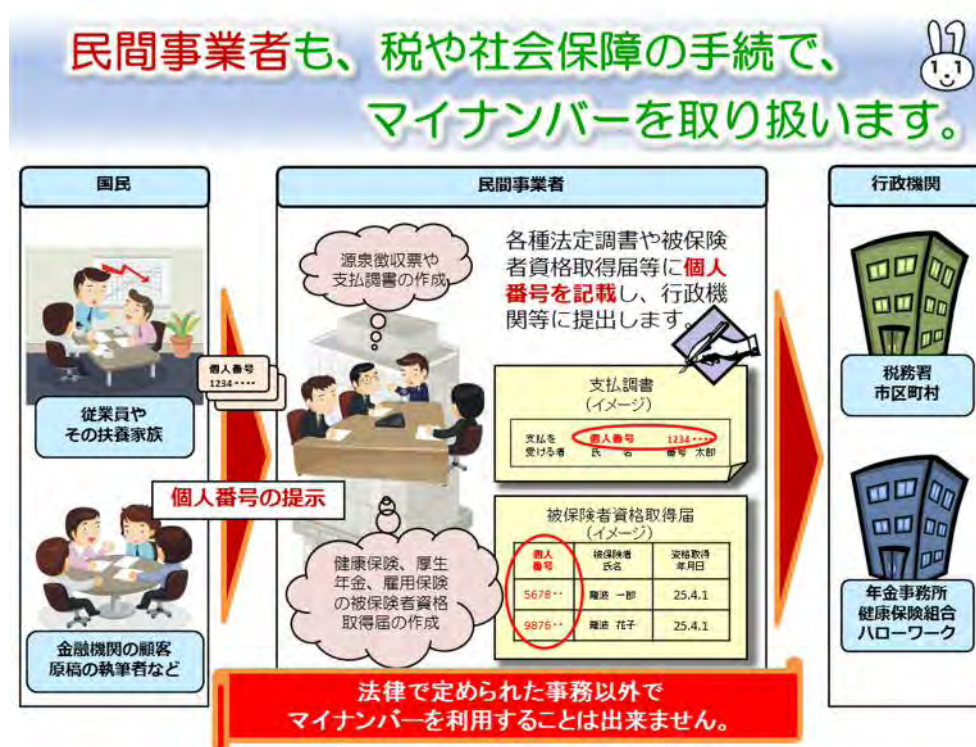 民間事業者も、税や社会保障の手続で、
マイナンバーを取り扱います。
国民
従業員や
その扶養家族
金融機関の顧客
原稿の執筆者など
個人番号
1234‥‥
個人番号の提示
民間事業者
源泉徴収票や
支払調書の作成
健康保険、厚生
年金、雇用保険
の被保険者資格
取得届の作成
各種法定調書や被保険
者資格取得届等に個人
番号を記載し、行政機
関等に提出します。
支払調書
(イメージ)
支払を 個人番号 1234‥‥
受ける者 氏 名 番号 太郎
被保険者資格取得届
(イメージ)
個人 被保険者 資格取得
番号 氏名 年月日
5678‥ 難波 一郎 25.4.1
9876‥ 難波 花子 25.4.1
行政機関
税務署
市区町村
年金事務所
健康保険組合
ハローワーク
法律で定められた事務以外で
マイナンバーを利用することは出来ません。